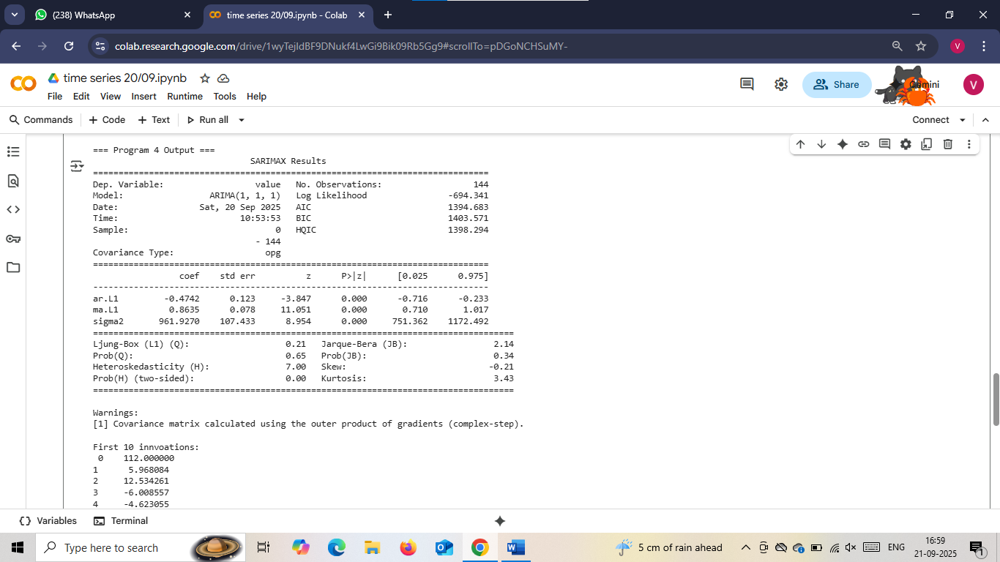 (238) WhatsApp
time series 20/09.ipynb - Colab
colab.research.google.com/drive/1wyTejIdBF9DNukf4LwGi9Bik09Rb5Gg9#scrollTo=pDGoNCHSuMY-
V
time series 20/09.ipynb
Share
Gemini
V
File Edit View Insert Runtime Tools Help
Commands + Code + Text Run all Connect
=== Program 4 Output ===
SARIMAX Results
==============================================================================
Dep. Variable: value No. Observations: 144
Model: ARIMA(1, 1, 1) Log Likelihood -694.341
Date: Sat, 20 Sep 2025 AIC 1394.683
Time: 10:53:53 BIC 1403.571
Sample: 0 HQIC 1398.294
- 144
Covariance Type: opg
==============================================================================
coef std err z P>|z| [0.025 0.975]
------------------------------------------------------------------------------
ar.L1 -0.4742 0.123 -3.847 0.000 -0.716 -0.233
ma.L1 0.8635 0.078 11.051 0.000 0.710 1.017
sigma2 961.9270 107.433 8.954 0.000 751.362 1172.492
===================================================================================
Ljung-Box (L1) (Q): 0.21 Jarque-Bera (JB): 2.14
Prob(Q): 0.65 Prob(JB): 0.34
Heteroskedasticity (H): 7.00 Skew: -0.21
Prob(H) (two-sided): 0.00 Kurtosis: 3.43
===================================================================================
Warnings:
[1] Covariance matrix calculated using the outer product of gradients (complex-step).
First 10 innvoations:
0 112.000000
1 5.968084
2 12.534261
3 -6.008557
4 -4.623055
{} Variables Terminal
Type here to search
5 cm of rain ahead
ENG
16:59
21-09-2025
1